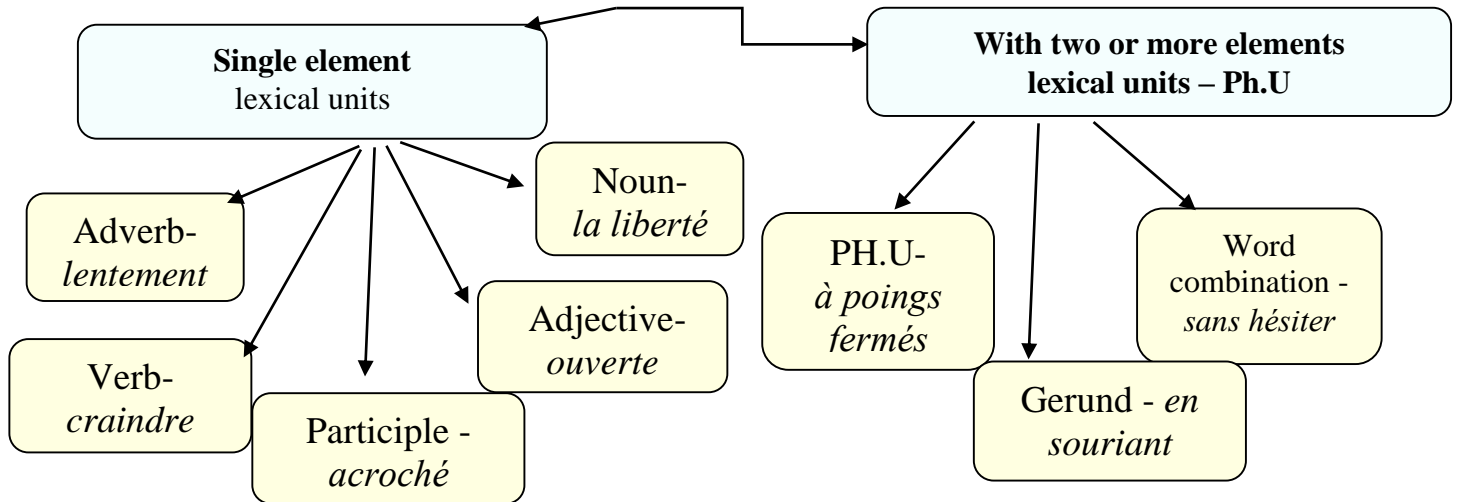 Single element
lexical units
With two or more elements
lexical units – Ph.U
Noun-
la liberté
Adverb-
lentement
Adjective-
ouverte
Verb-
craindre
Participle -
acroché
PH.U-
à poings
fermés
Word
combination -
sans hésiter
Gerund - en
souriant